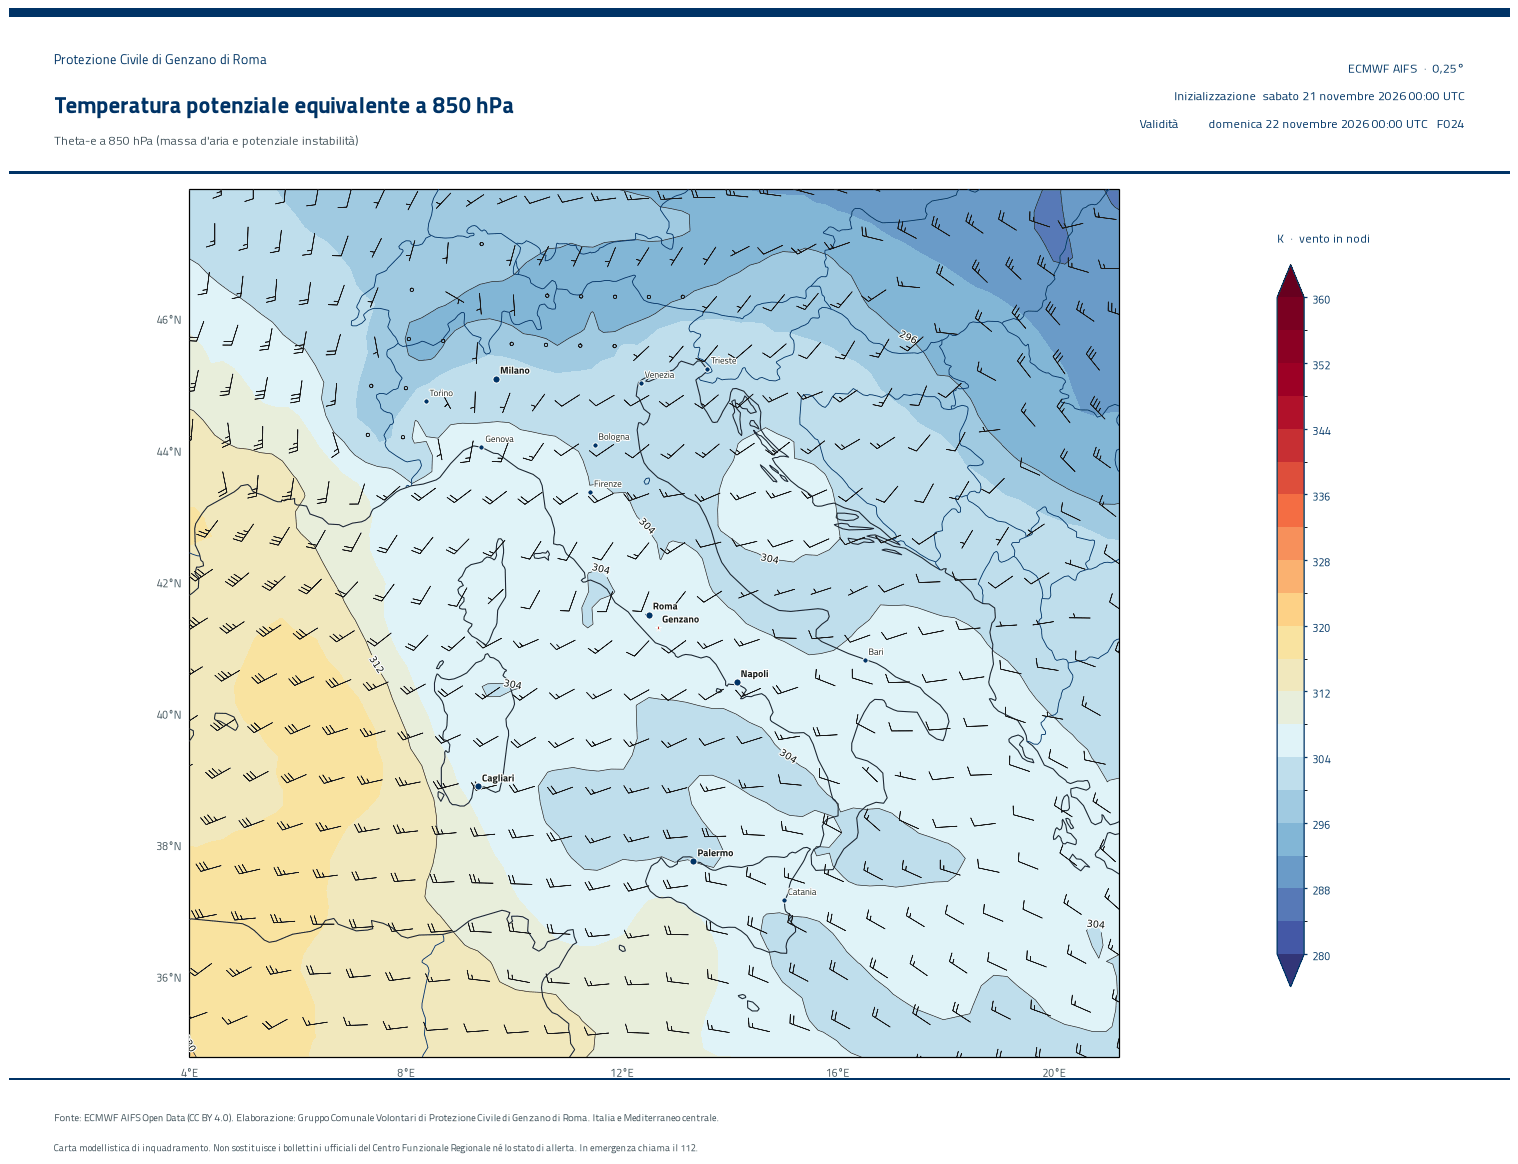 Protezione Civile di Genzano di Roma
Temperatura potenziale equivalente a 850 hPa
Theta-e a 850 hPa (massa d'aria e potenziale instabilità)
ECMWF AIFS · 0,25°
Inizializzazione sabato 21 novembre 2026 00:00 UTC
Validità domenica 22 novembre 2026 00:00 UTC F024
K · vento in nodi
360
352
344
336
328
320
312
304
296
288
280
46°N
44°N
42°N
40°N
38°N
36°N
4°E
8°E
12°E
16°E
20°E
296
Trieste
Milano
Venezia
Torino
Genova
Bologna
Firenze
304
304
304
Roma
Genzano
312
Bari
304
Napoli
304
Cagliari
Palermo
Catania
304
Fonte: ECMWF AIFS Open Data (CC BY 4.0). Elaborazione: Gruppo Comunale Volontari di Protezione Civile di Genzano di Roma. Italia e Mediterraneo centrale.
Carta modellistica di inquadramento. Non sostituisce i bollettini ufficiali del Centro Funzionale Regionale né lo stato di allerta. In emergenza chiama il 112.